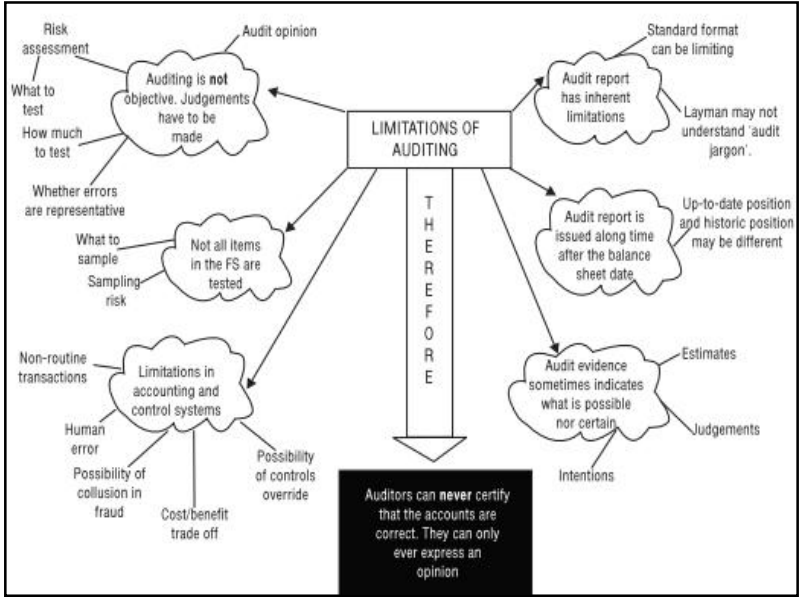 Risk
assessment
Audit opinion
What to
test
How much
to test
Whether errors
are representative
Auditing is not
objective. Judgements
have to be
made
LIMITATIONS OF
AUDITING
Standard format
can be limiting
Audit report
has inherent
limitations
Layman may not
understand 'audit
jargon'.
What to
sample
Sampling
risk
Not all items
in the FS are
tested
THEREFORE
Audit report is
issued along time
after the balance
sheet date
Up-to-date position
and historic position
may be different
Non-routine
transactions
Human
error
Possibility of
collusion in
fraud
Cost/benefit
trade off
Possibility
of controls
override
Limitations in
accounting and
control systems
Audit evidence
sometimes indicates
what is possible
nor certain
Estimates
Judgements
Intentions
Auditors can never certify
that the accounts are
correct. They can only
ever express an
opinion